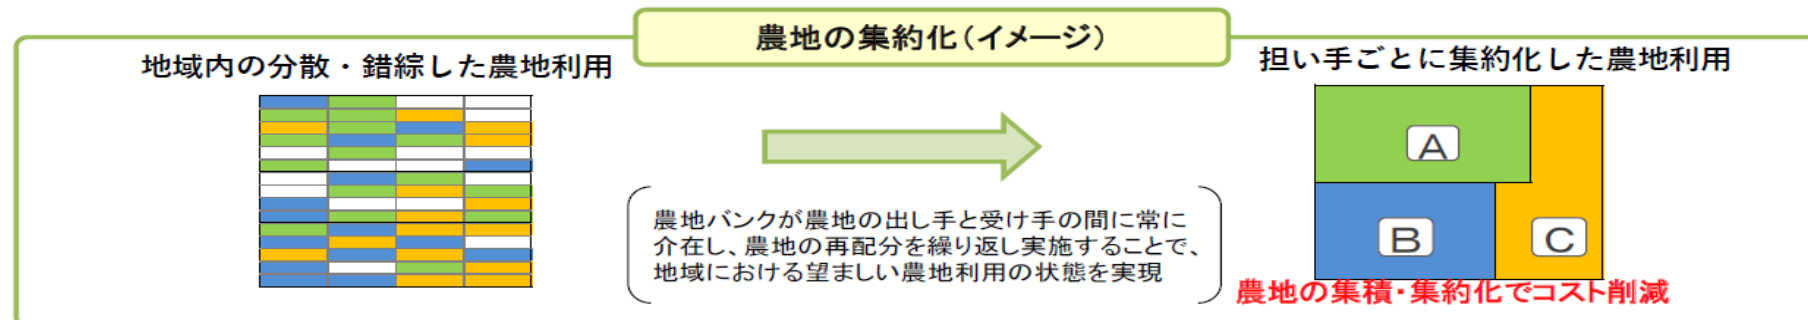 農地の集約化(イメージ)
地域内の分散・錯綜した農地利用
担い手ごとに集約化した農地利用
農地バンクが農地の出し手と受け手の間に常に
介在し、農地の再配分を繰り返し実施することで、
地域における望ましい農地利用の状態を実現
A
B
C
農地の集積・集約化でコスト削減